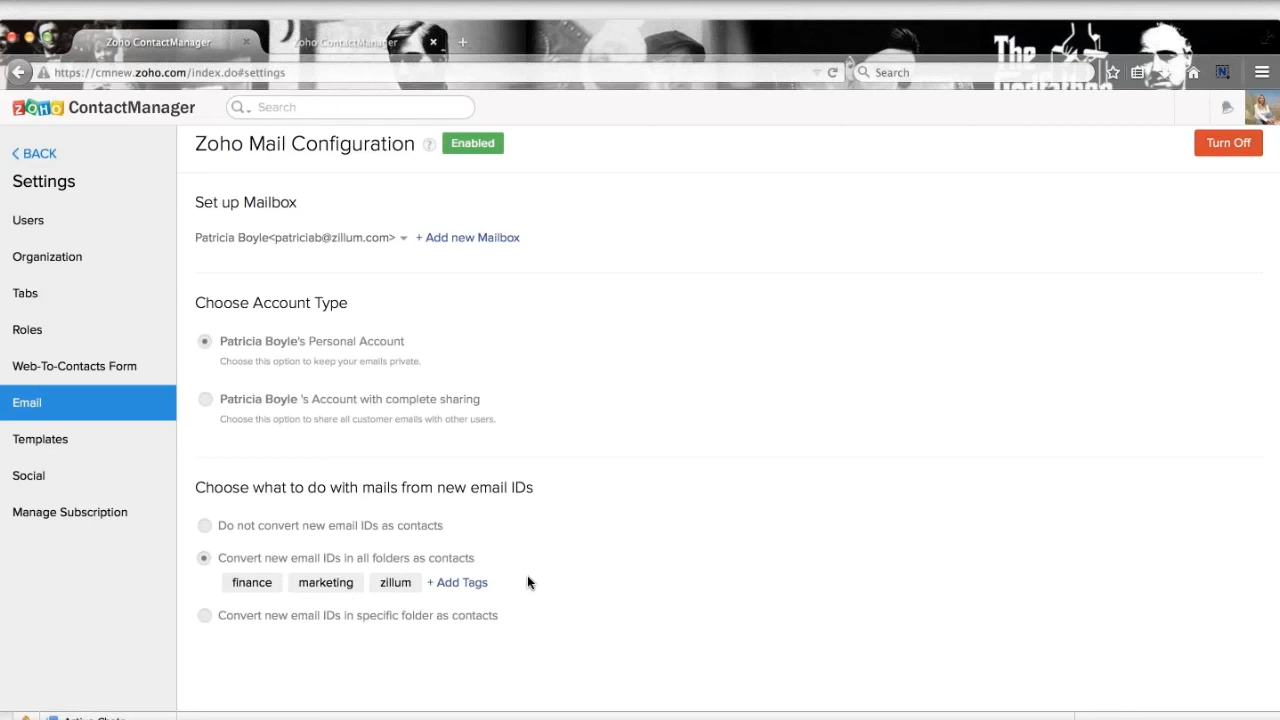 Zoho ContactManager
Zoho ContactManager
The
https://cmnew.zoho.com/index.do#settings
Search
ZOHO ContactManager
Search
BACK
Zoho Mail Configuration ? Enabled
Turn Off
Settings
Users
Organization
Tabs
Roles
Web-To-Contacts Form
Email
Templates
Social
Manage Subscription
Set up Mailbox
Patricia Boyle<patriciab@zillum.com> + Add new Mailbox
Choose Account Type
Patricia Boyle's Personal Account
Choose this option to keep your emails private.
Patricia Boyle 's Account with complete sharing
Choose this option to share all customer emails with other users.
Choose what to do with mails from new email IDs
Do not convert new email IDs as contacts
Convert new email IDs in all folders as contacts
finance marketing zillum + Add Tags
Convert new email IDs in specific folder as contacts